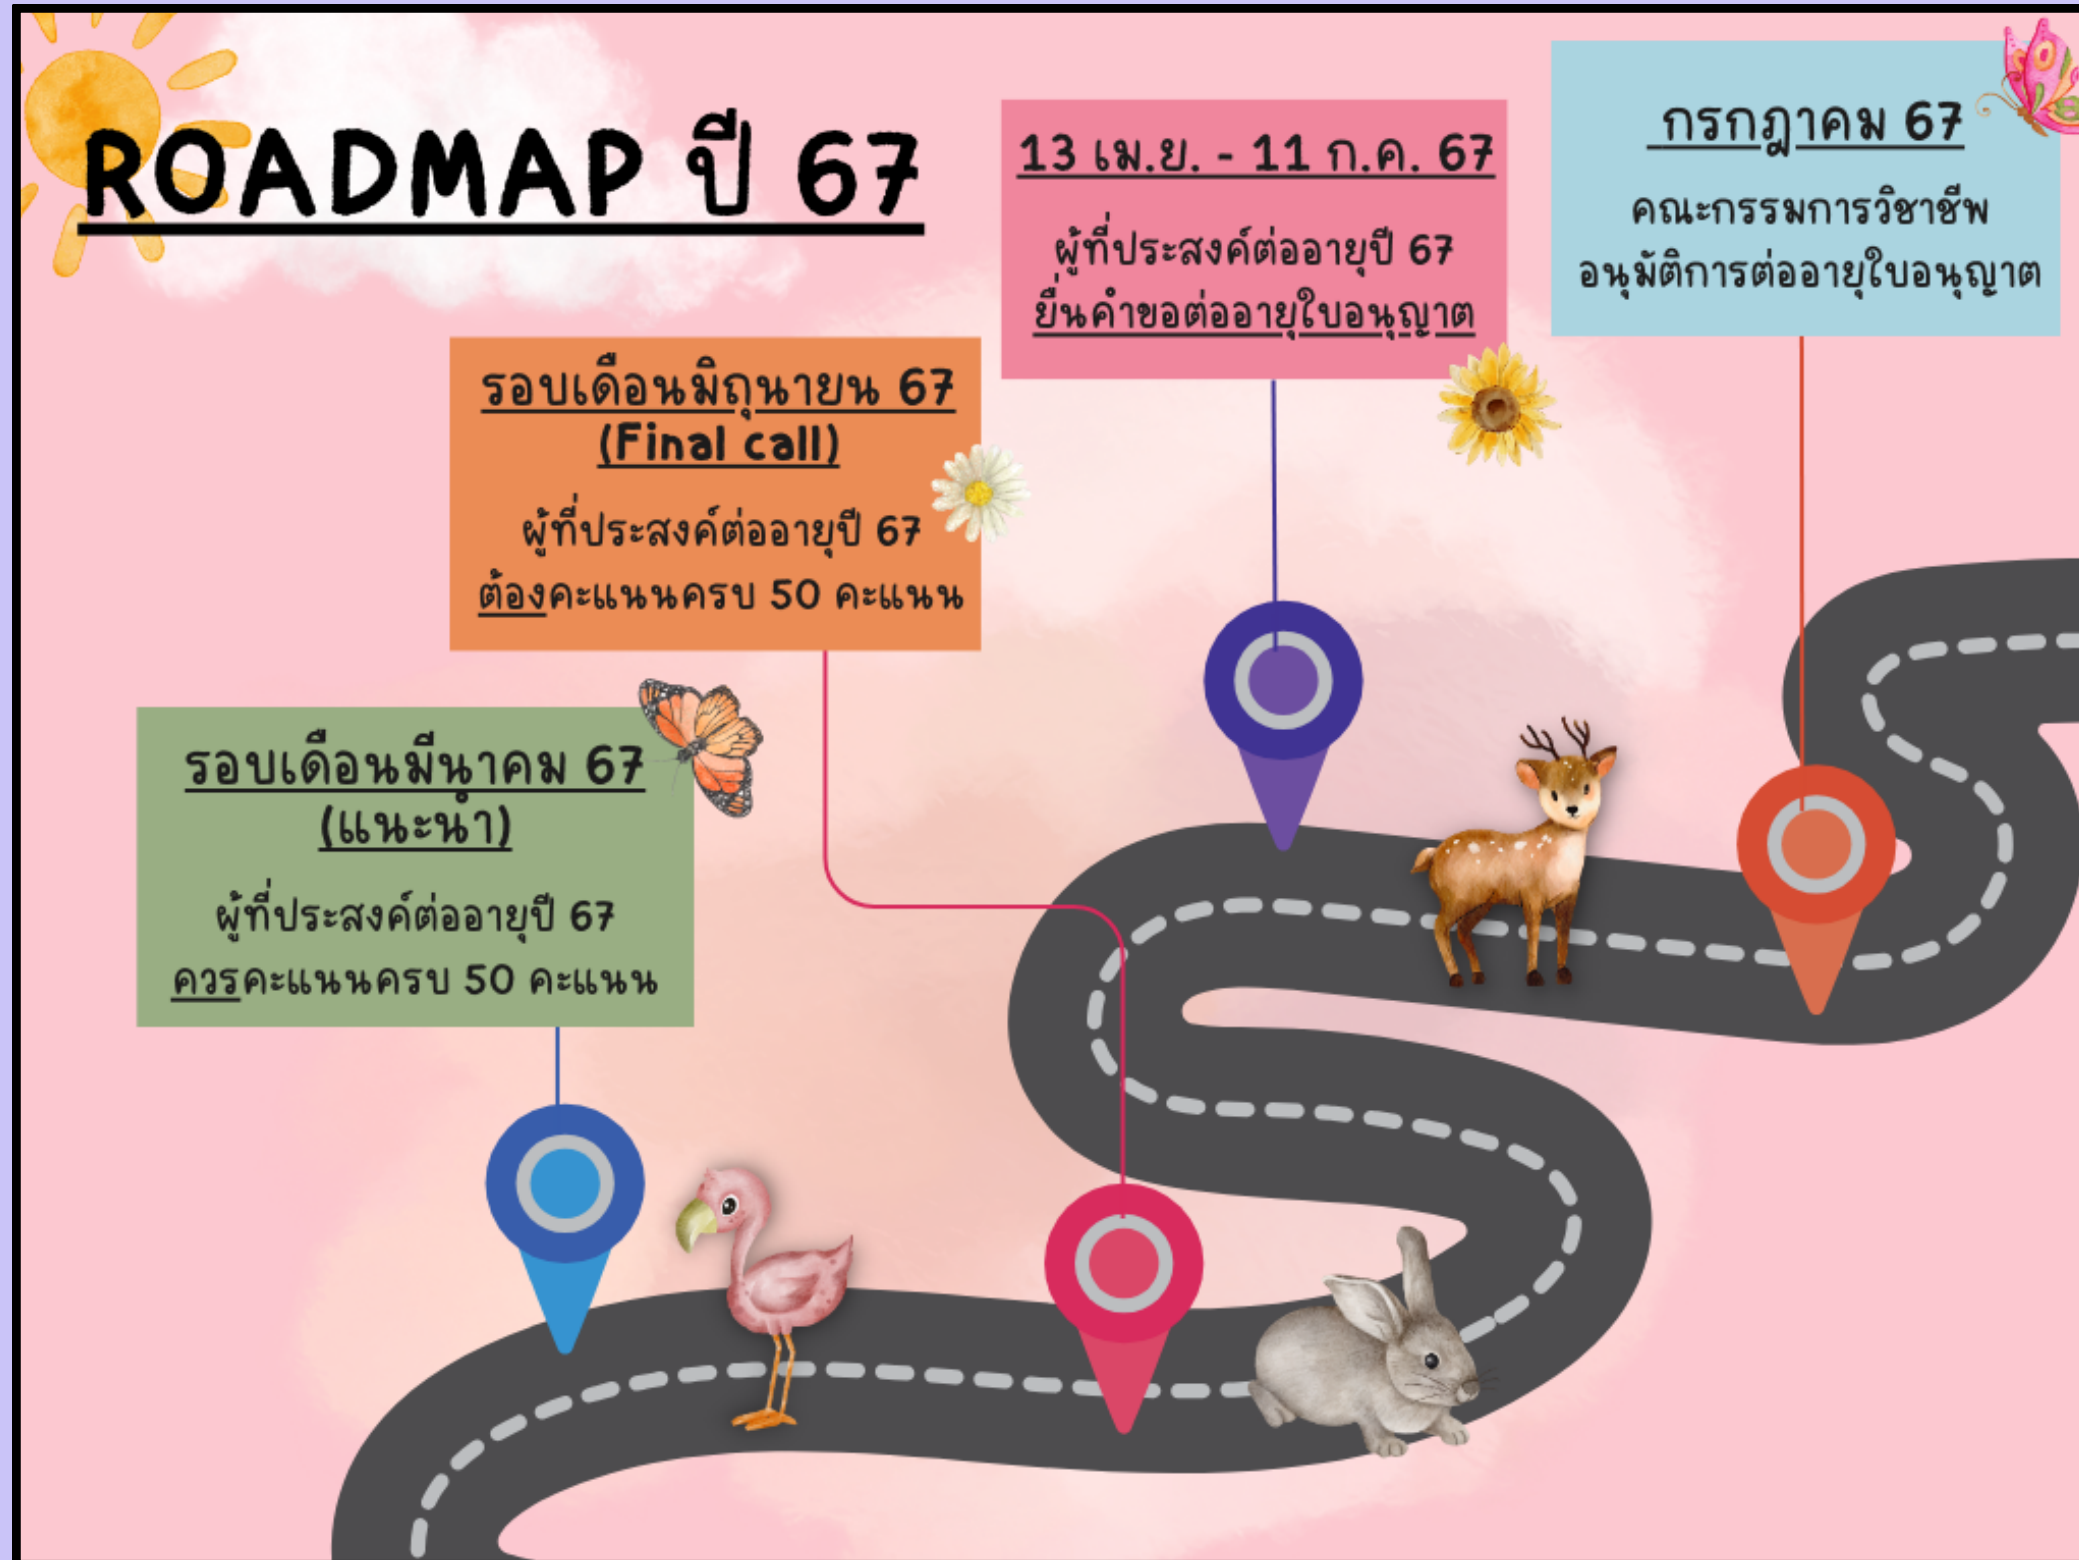 ROADMAP ปี 67
13 เม.ย. - 11 ก.ค. 67
ผู้ที่ประสงค์ต่ออายุปี 67
ยื่นคำขอต่ออายุใบอนุญาต
กรกฎาคม 67
คณะกรรมการวิชาชีพ
อนุมัติการต่ออายุใบอนุญาต
รอบเดือนมิถุนายน 67
(Final call)
ผู้ที่ประสงค์ต่ออายุปี 67
ต้องคะแนนครบ 50 คะแนน
รอบเดือนมีนาคม 67
(แนะนำ)
ผู้ที่ประสงค์ต่ออายุปี 67
ควรคะแนนครบ 50 คะแนน